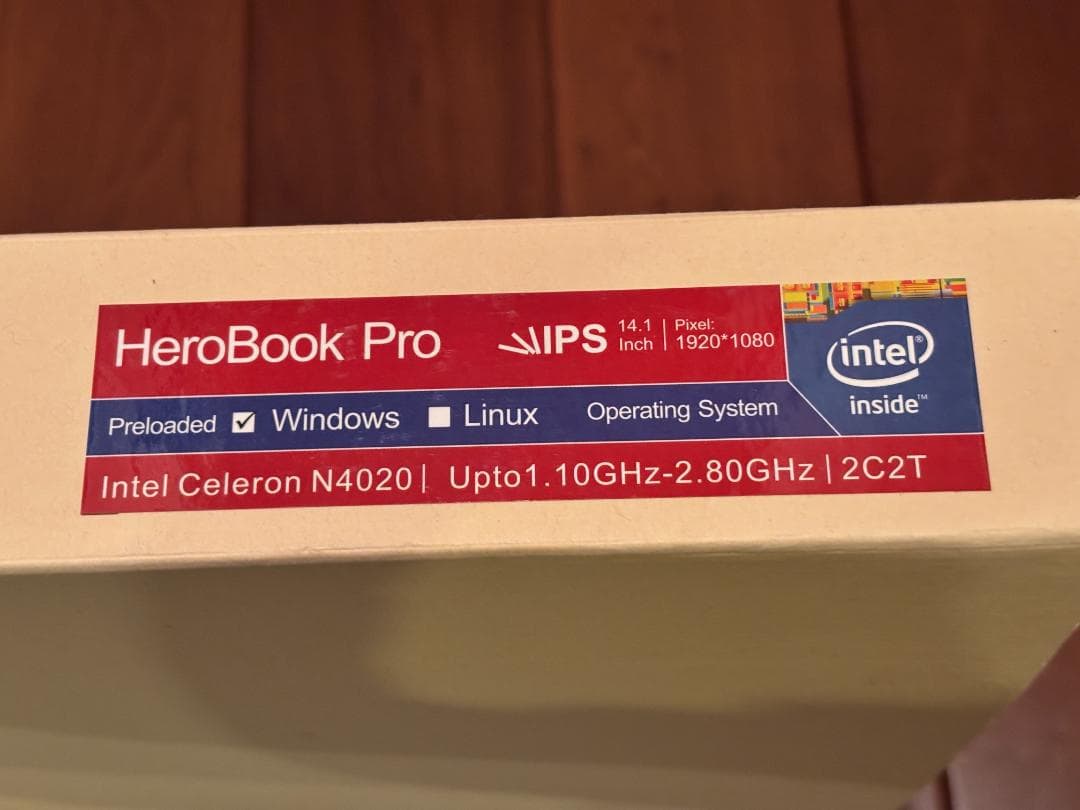 HeroBook Pro
IPS
14.1 Inch | Pixel: 1920*1080
intel®
inside™
Preloaded ☑ Windows ☐ Linux Operating System
Intel Celeron N4020 | Upto1.10GHz-2.80GHz | 2C2T